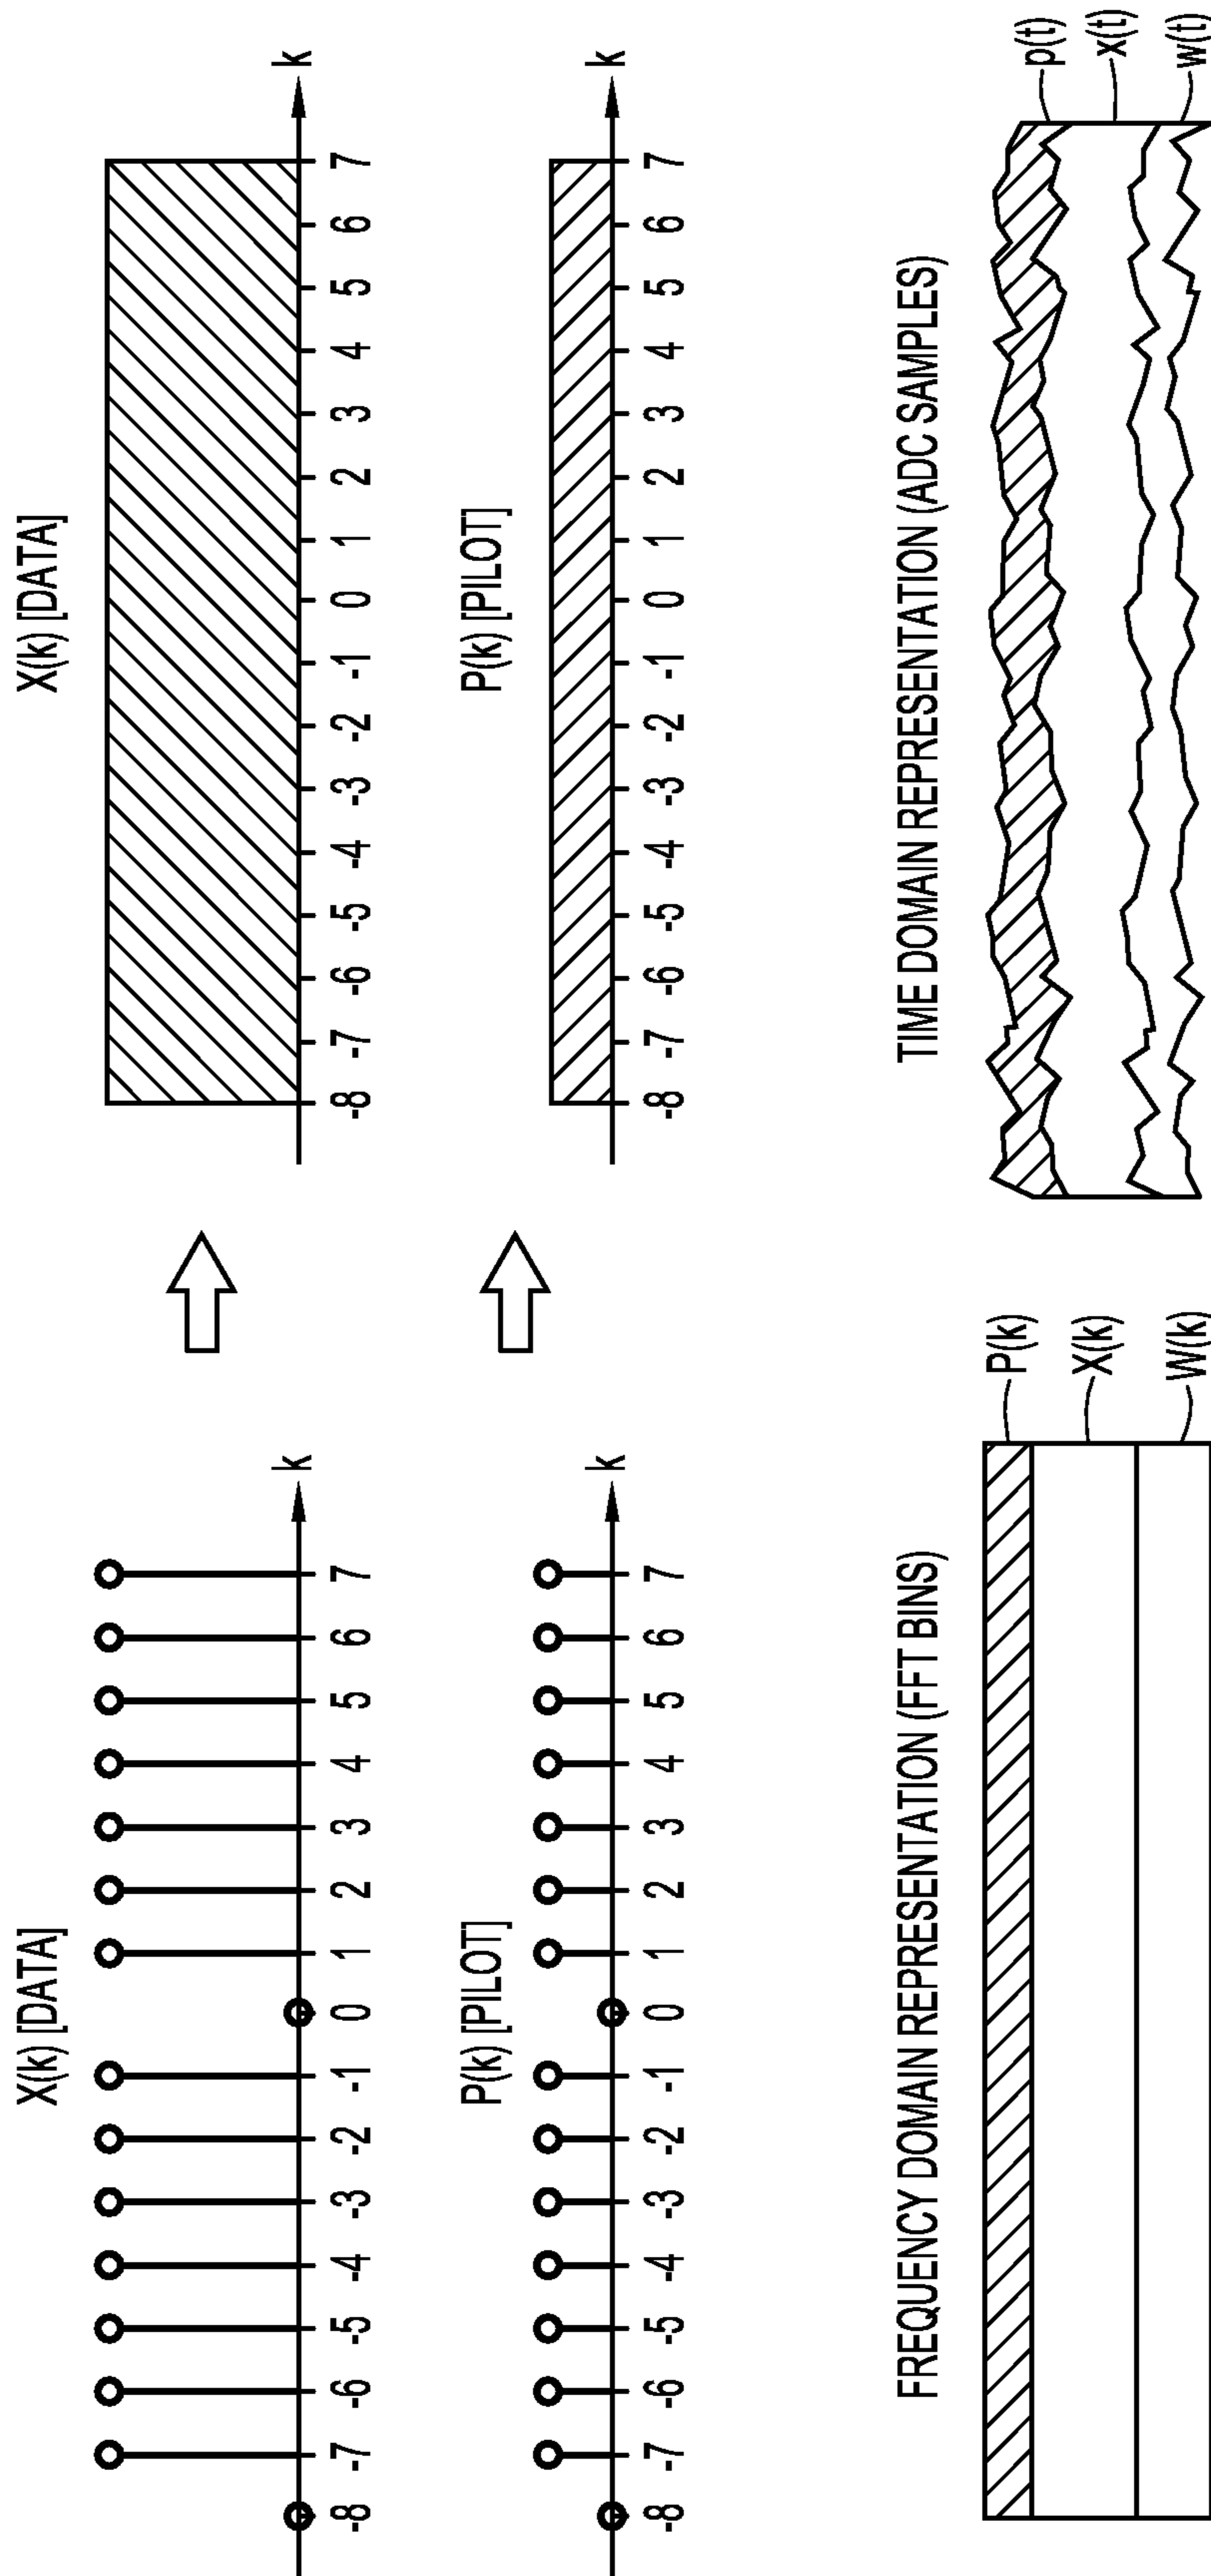 X(k) [DATA]
-8 -7 -6 -5 -4 -3 -2 -1 0 1 2 3 4 5 6 7 k
X(k) [DATA]
-8 -7 -6 -5 -4 -3 -2 -1 0 1 2 3 4 5 6 7 k
P(k) [PILOT]
-8 -7 -6 -5 -4 -3 -2 -1 0 1 2 3 4 5 6 7 k
P(k) [PILOT]
-8 -7 -6 -5 -4 -3 -2 -1 0 1 2 3 4 5 6 7 k
FREQUENCY DOMAIN REPRESENTATION (FFT BINS)
P(k)
X(k)
W(k)
TIME DOMAIN REPRESENTATION (ADC SAMPLES)
p(t)
x(t)
w(t)